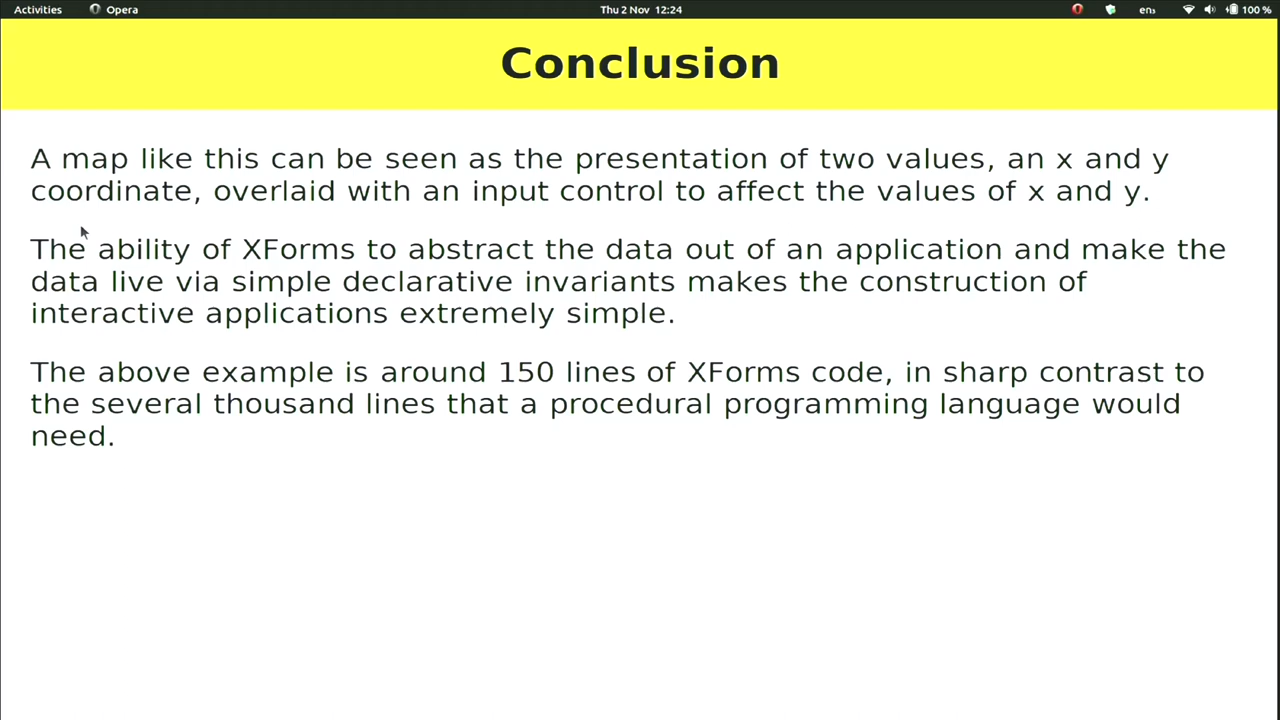 Activities Opera Thu 2 Nov 12:24 en₃ 100 %
Conclusion
A map like this can be seen as the presentation of two values, an x and y
coordinate, overlaid with an input control to affect the values of x and y.
The ability of XForms to abstract the data out of an application and make the
data live via simple declarative invariants makes the construction of
interactive applications extremely simple.
The above example is around 150 lines of XForms code, in sharp contrast to
the several thousand lines that a procedural programming language would
need.